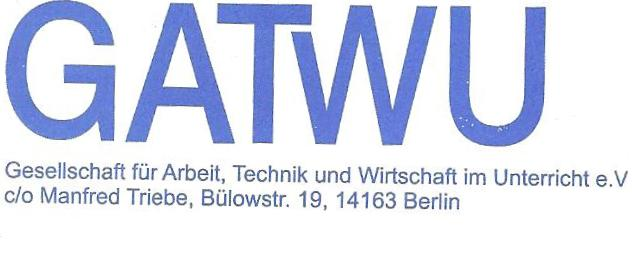 GATWU
Gesellschaft für Arbeit, Technik und Wirtschaft im Unterricht e.V
c/o Manfred Triebe, Bülowstr. 19, 14163 Berlin